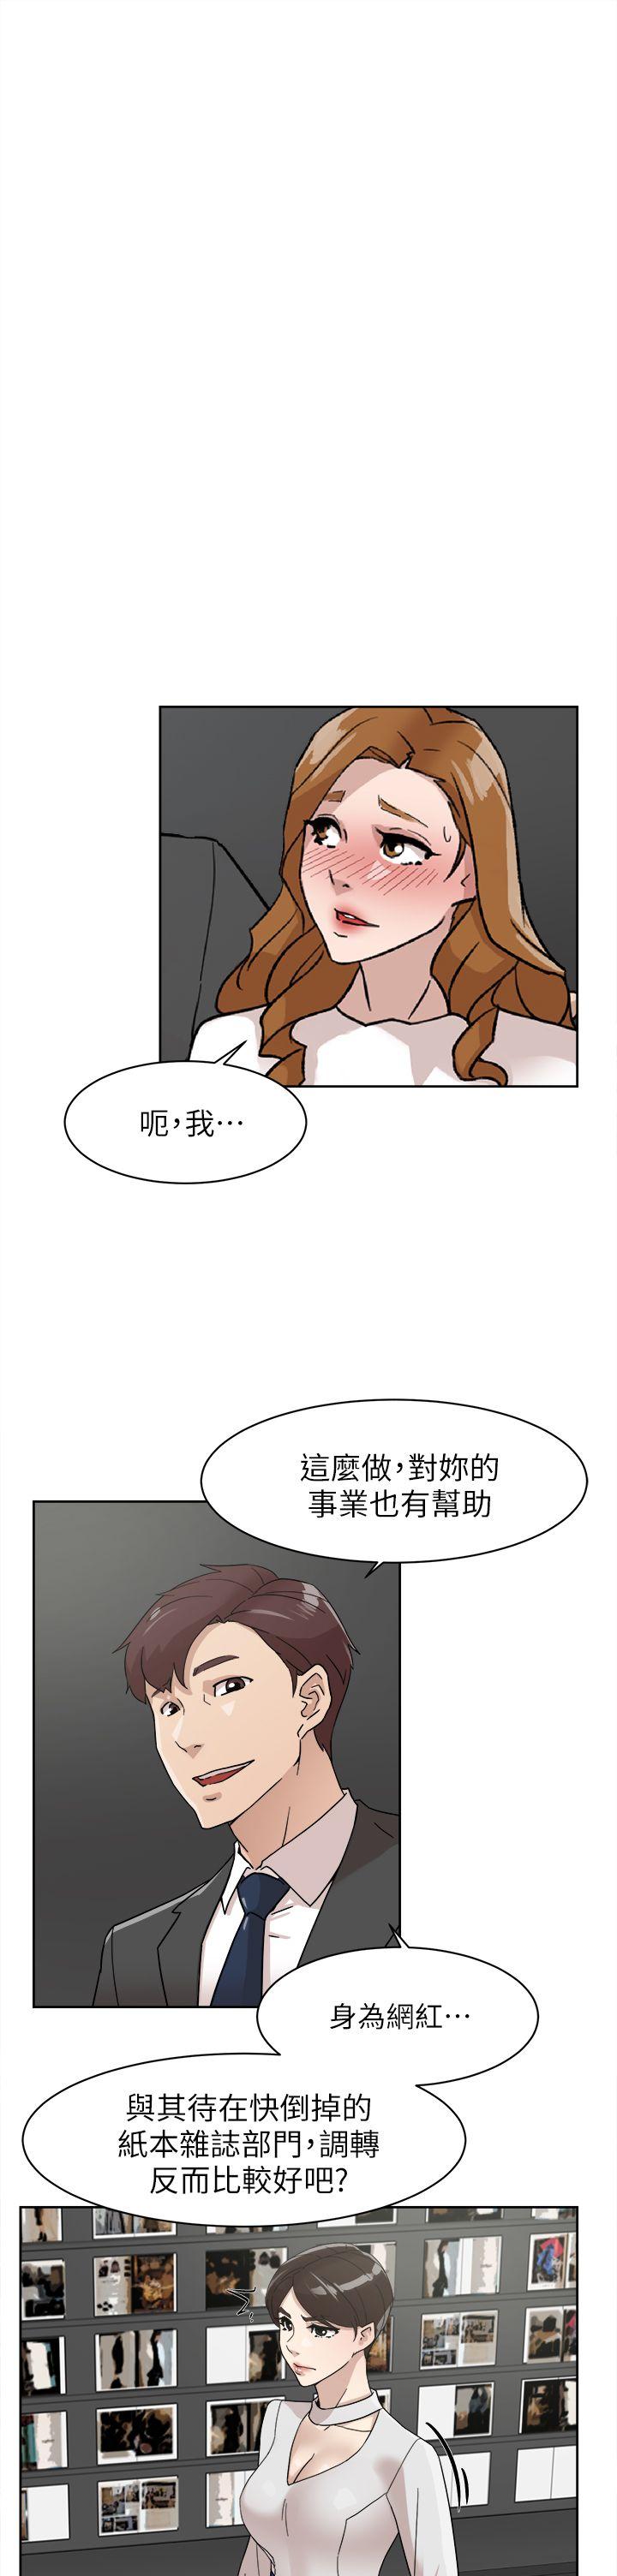 呃，我…
這麼做，對妳的
事業也有幫助
身為網紅…
與其待在快倒掉的
紙本雜誌部門，調轉
反而比較好吧?